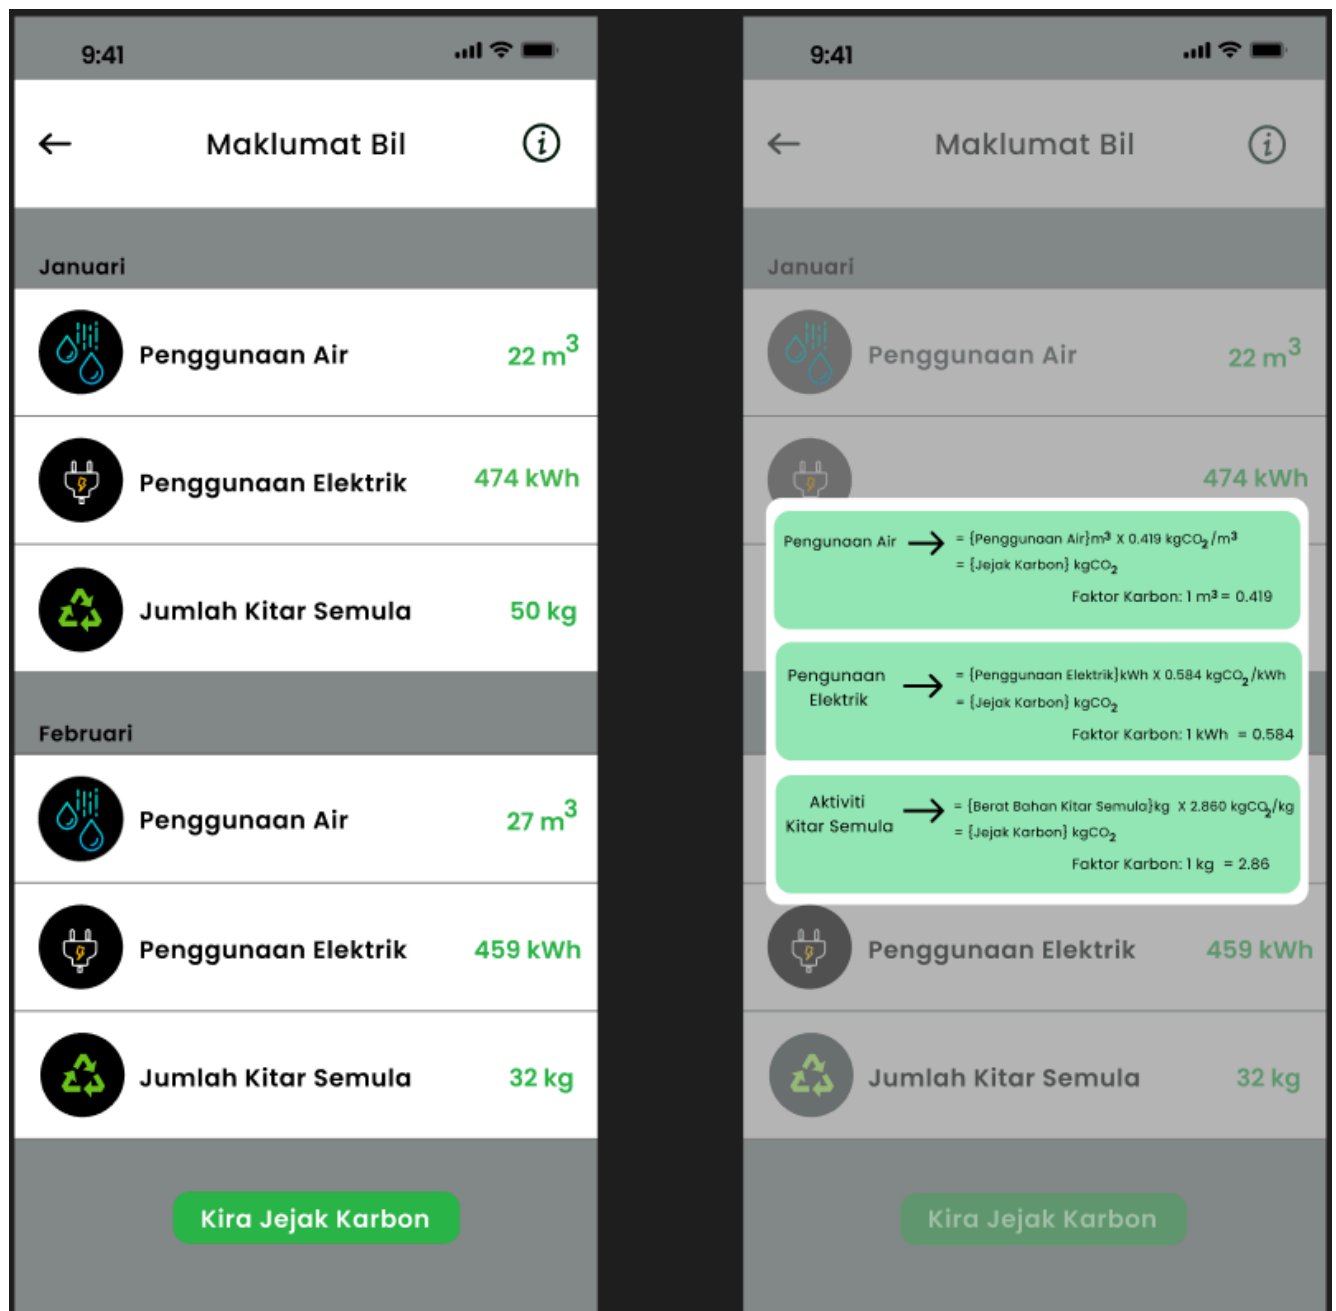 9:41
Maklumat Bil
Januari
Penggunaan Air
22 m³
Penggunaan Elektrik
474 kWh
Jumlah Kitar Semula
50 kg
Februari
Penggunaan Air
27 m³
Penggunaan Elektrik
459 kWh
Jumlah Kitar Semula
32 kg
Kira Jejak Karbon
9:41
Maklumat Bil
Januari
Penggunaan Air
22 m³
474 kWh
Pengunaan Air
= {Penggunaan Air}m³ X 0.419 kgCO₂/m³
= {Jejak Karbon} kgCO₂
Faktor Karbon: 1 m³ = 0.419
Pengunaan
Elektrik
= {Penggunaan Elektrik}kWh X 0.584 kgCO₂/kWh
= {Jejak Karbon} kgCO₂
Faktor Karbon: 1 kWh = 0.584
Aktiviti
Kitar Semula
= {Berat Bahan Kitar Semula}kg X 2.860 kgCO₂/kg
= {Jejak Karbon} kgCO₂
Faktor Karbon: 1 kg = 2.86
Penggunaan Elektrik
459 kWh
Jumlah Kitar Semula
32 kg
Kira Jejak Karbon